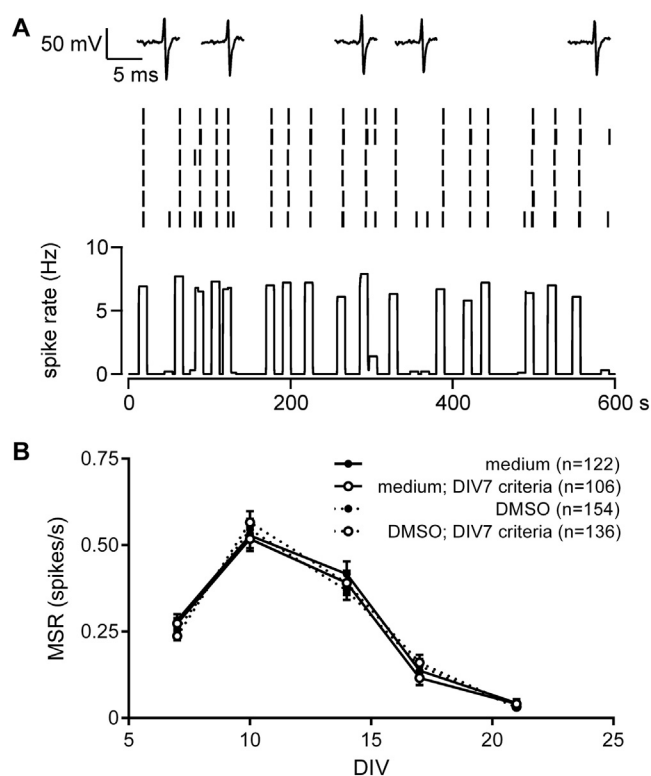 A
50 mV
5 ms
10
5
0
spike rate (Hz)
0 200 400 600 s
B
0.75
0.50
0.25
0.00
MSR (spikes/s)
medium (n=122)
medium; DIV7 criteria (n=106)
DMSO (n=154)
DMSO; DIV7 criteria (n=136)
5 10 15 20 25
DIV